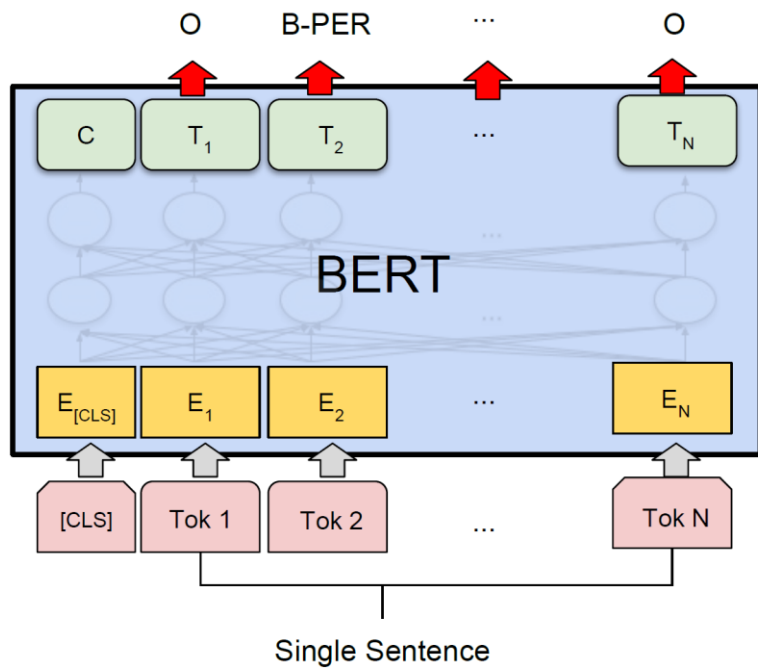 O B-PER ... O
C T1 T2 ... TN
...
BERT
...
E[CLS] E1 E2 ... EN
[CLS] Tok 1 Tok 2 ... Tok N
Single Sentence